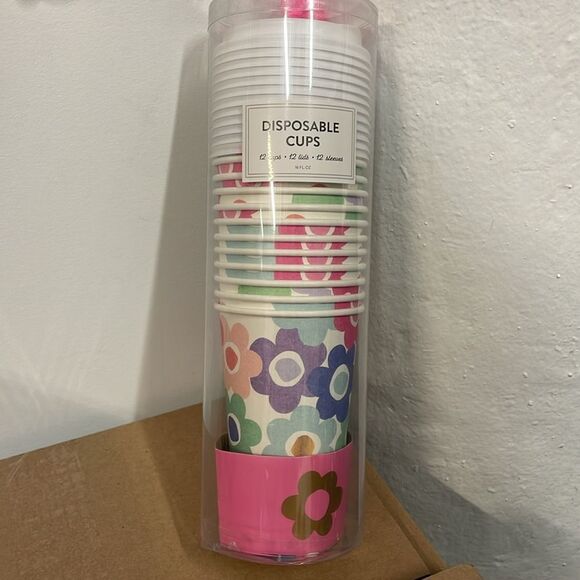 DISPOSABLE
CUPS
12 cups • 12 lids • 12 sleeves
16 FL OZ